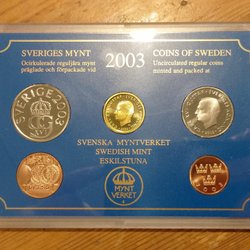 SVERIGES MYNT
Ocirkulerade reguljära mynt
präglade och förpackade vid
2003
COINS OF SWEDEN
Uncirculated regular coins
minted and packed at
SVERIGE 2003
SVENSKA MYNTVERKET
SWEDISH MINT
ESKILSTUNA
MYNT
VERKET